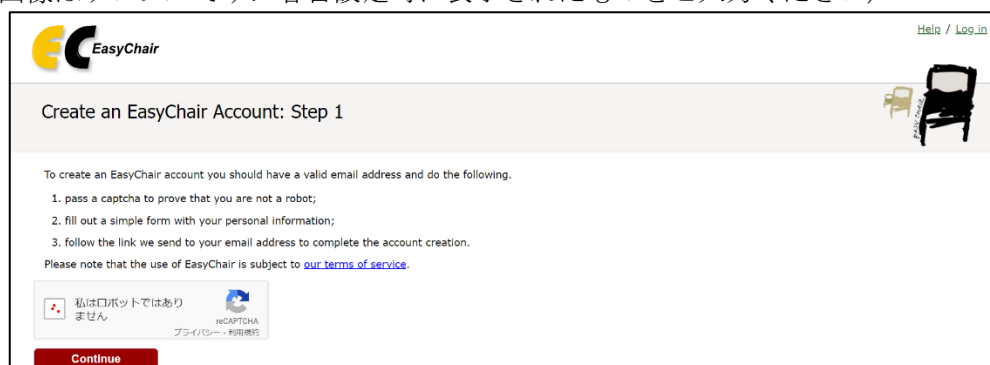 Help / Log in
EC EasyChair
Create an EasyChair Account: Step 1
To create an EasyChair account you should have a valid email address and do the following.
1. pass a captcha to prove that you are not a robot;
2. fill out a simple form with your personal information;
3. follow the link we send to your email address to complete the account creation.
Please note that the use of EasyChair is subject to our terms of service.
私はロボットではあり
ません
reCAPTCHA
プライバシー - 利用規約
Continue